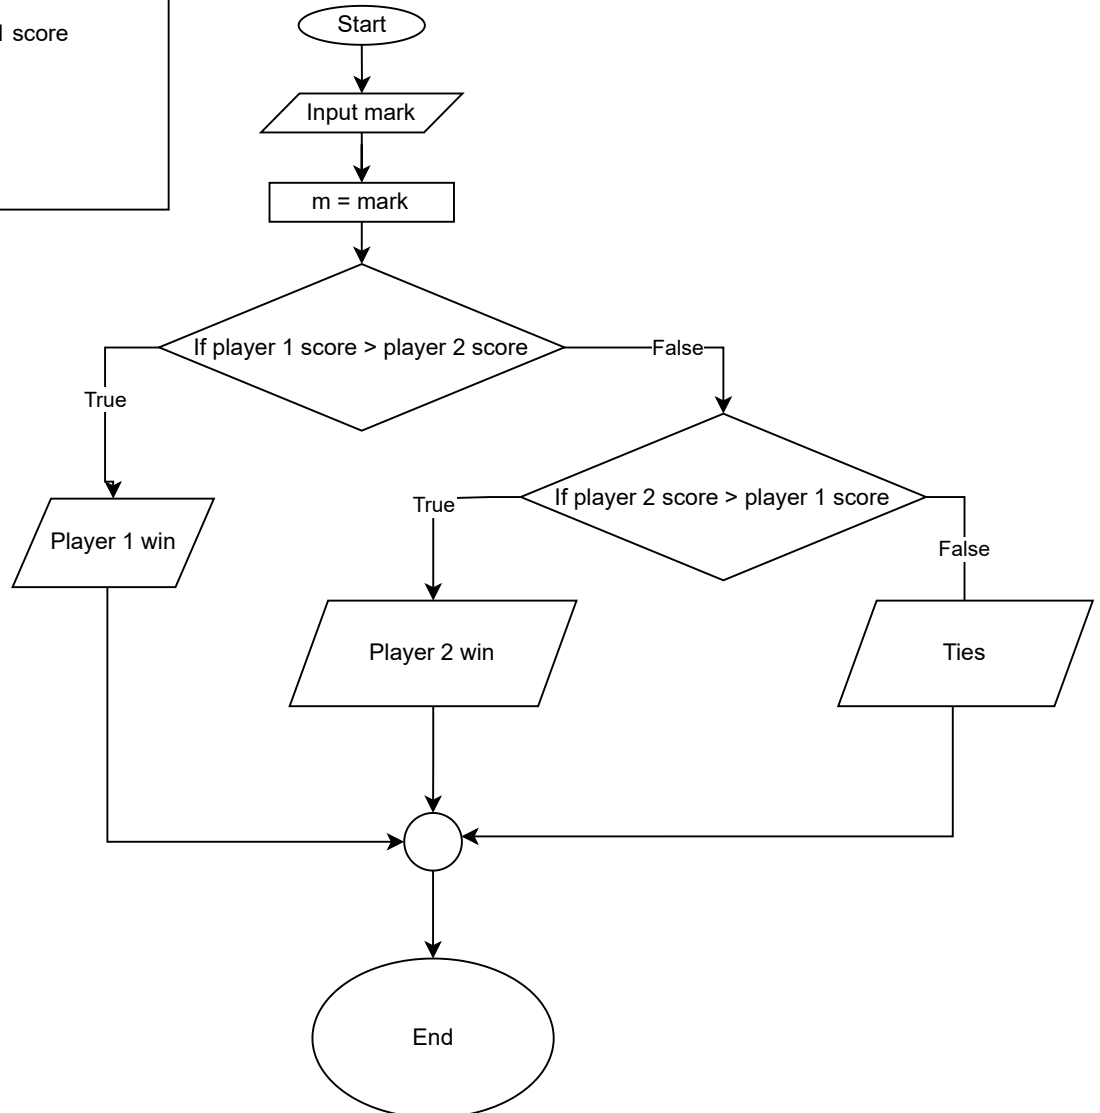 score
Start
Input mark
m = mark
If player 1 score > player 2 score
False
True
If player 2 score > player 1 score
True
False
Player 1 win
Player 2 win
Ties
End